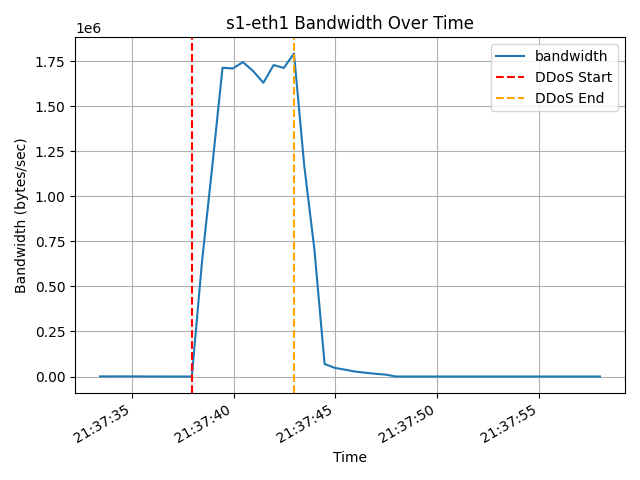 s1-eth1 Bandwidth Over Time
1e6
bandwidth
DDoS Start
DDoS End
1.75
1.50
1.25
1.00
0.75
0.50
0.25
0.00
Bandwidth (bytes/sec)
21:37:35
21:37:40
21:37:45
21:37:50
21:37:55
Time